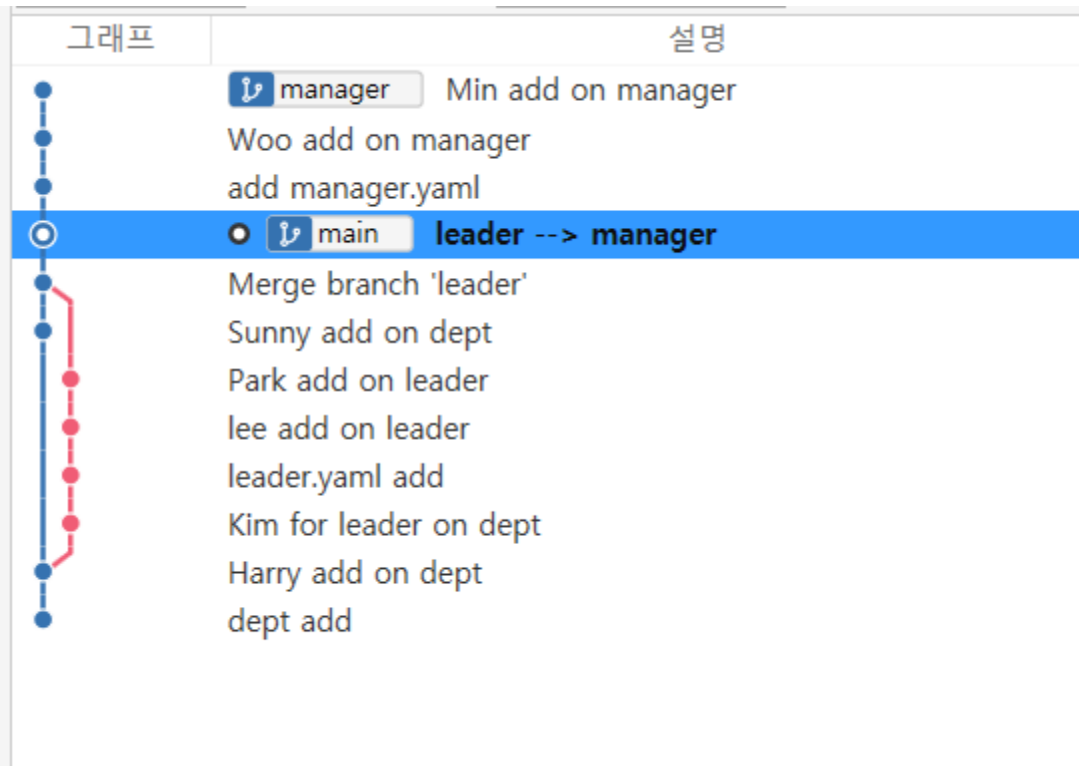 그래프 설명
manager Min add on manager
Woo add on manager
add manager.yaml
main leader --> manager
Merge branch 'leader'
Sunny add on dept
Park add on leader
lee add on leader
leader.yaml add
Kim for leader on dept
Harry add on dept
dept add